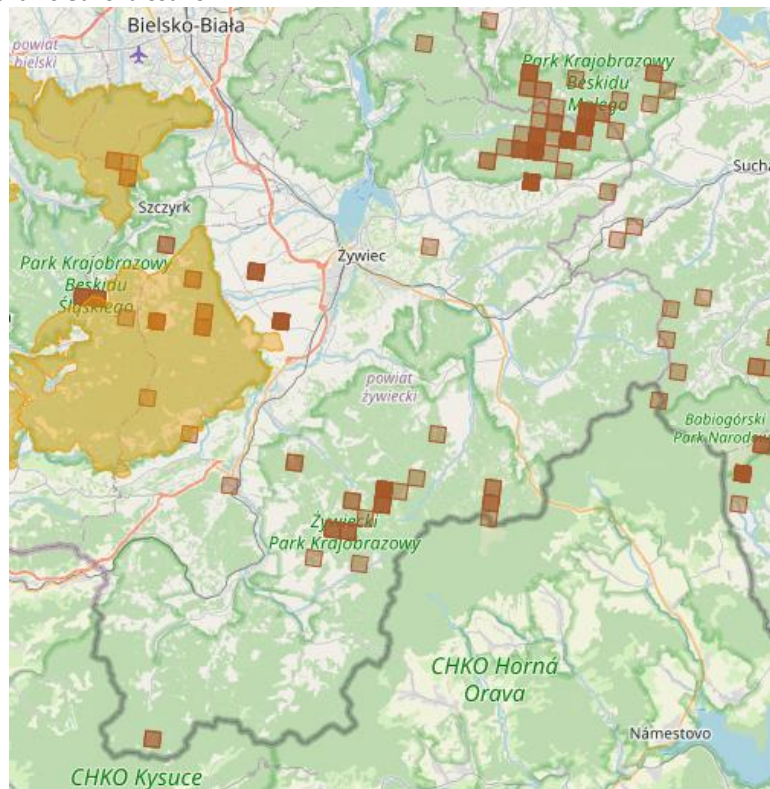 Bielsko-Biała
powiat
bielski
Park Krajobrazowy
Beskidu
Małego
Sucha
Szczyrk
Żywiec
Park Krajobrazowy
Beskidu
Śląskiego
powiat
żywiecki
Babiogórski
Park Narodow
Żywiecki
Park Krajobrazowy
CHKO Horná
Orava
Námestovo
CHKO Kysuce